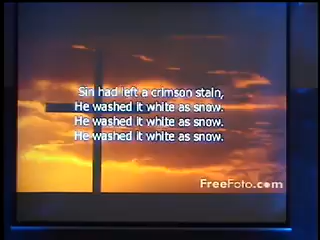 Sin had left a crimson stain,
He washed it white as snow.
He washed it white as snow.
He washed it white as snow.
FreeFoto.com